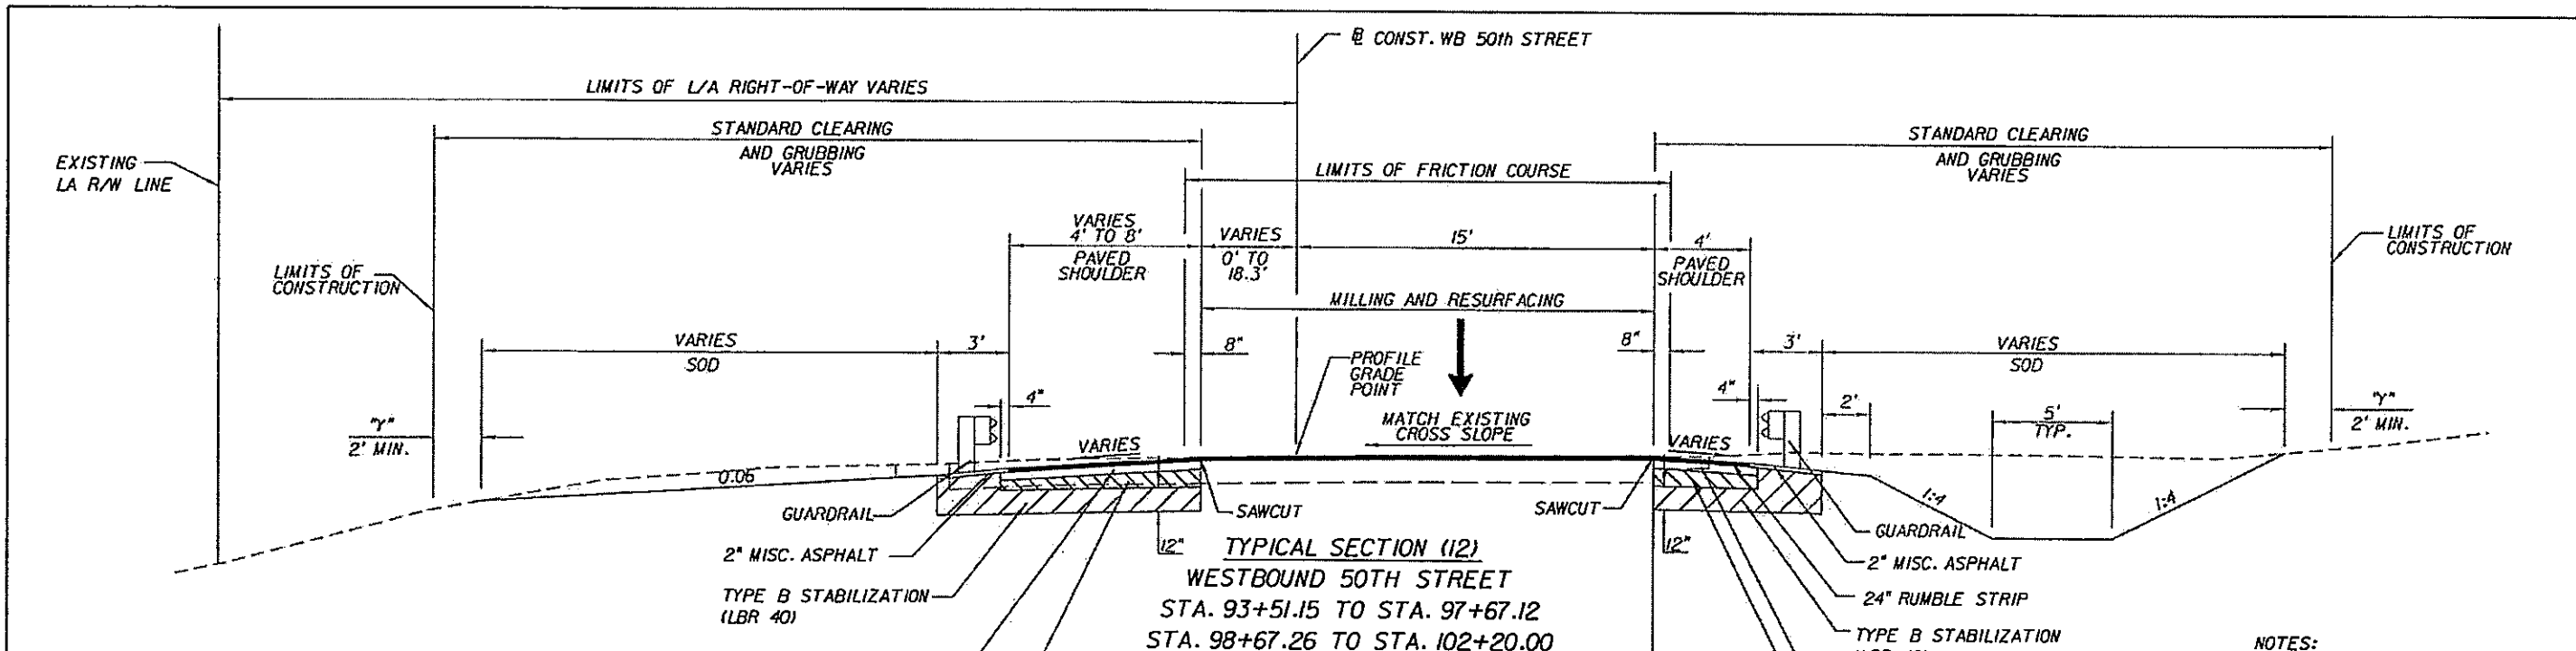 ℄ CONST. WB 50th STREET
LIMITS OF L/A RIGHT-OF-WAY VARIES
STANDARD CLEARING
AND GRUBBING
VARIES
STANDARD CLEARING
AND GRUBBING
VARIES
EXISTING
LA R/W LINE
LIMITS OF FRICTION COURSE
VARIES
4' TO 8'
PAVED
SHOULDER
VARIES
0' TO
18.3'
15'
4'
PAVED
SHOULDER
LIMITS OF
CONSTRUCTION
LIMITS OF
CONSTRUCTION
MILLING AND RESURFACING
VARIES
SOD
3'
8"
PROFILE
GRADE
POINT
8"
3'
VARIES
SOD
4"
4"
2'
5'
TYP.
"Y"
2' MIN.
"Y"
2' MIN.
MATCH EXISTING
CROSS SLOPE
VARIES
VARIES
0.06
1:4
1:4
GUARDRAIL
SAWCUT
SAWCUT
GUARDRAIL
2" MISC. ASPHALT
12"
12"
2" MISC. ASPHALT
TYPE B STABILIZATION
(LBR 40)
24" RUMBLE STRIP
TYPE B STABILIZATION
TYPICAL SECTION (12)
WESTBOUND 50TH STREET
STA. 93+51.15 TO STA. 97+67.12
STA. 98+67.26 TO STA. 102+20.00
NOTES: